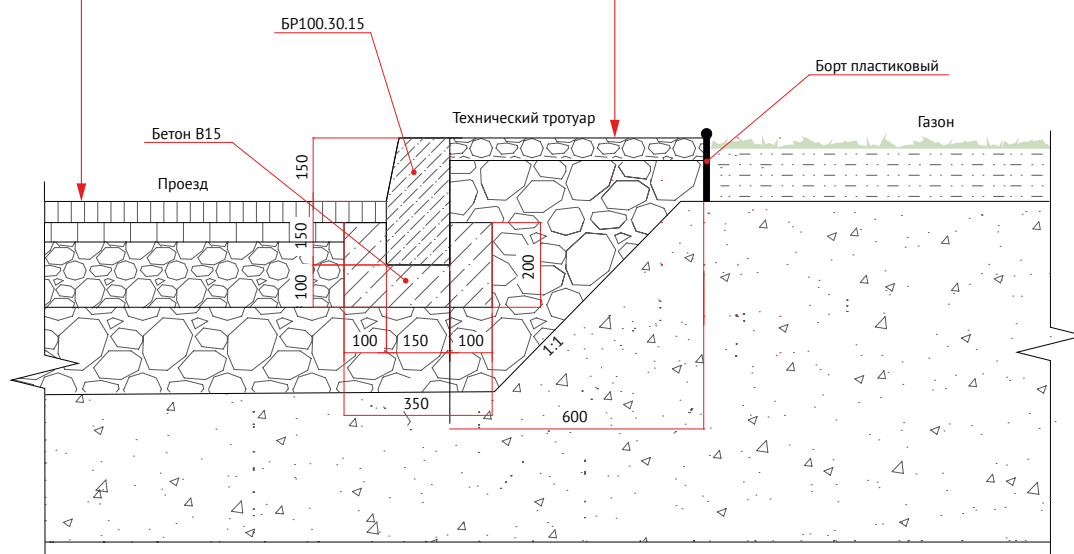 БР100.30.15
Борт пластиковый
Бетон В15
Технический тротуар
Газон
Проезд
150
150
100
200
100
150
100
1:1
350
600